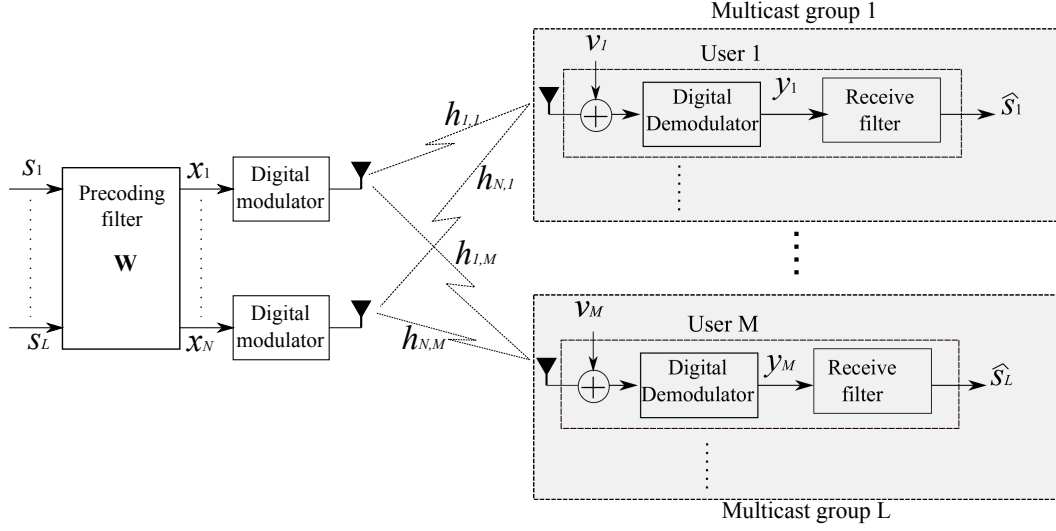 Multicast group 1
User 1
v1
y1
Digital
Demodulator
Receive
filter
ŝ1
h1,1
hN,1
h1,M
hN,M
s1
sL
Precoding
filter
W
x1
xN
Digital
modulator
Digital
modulator
User M
vM
yM
Digital
Demodulator
Receive
filter
ŝL
Multicast group L